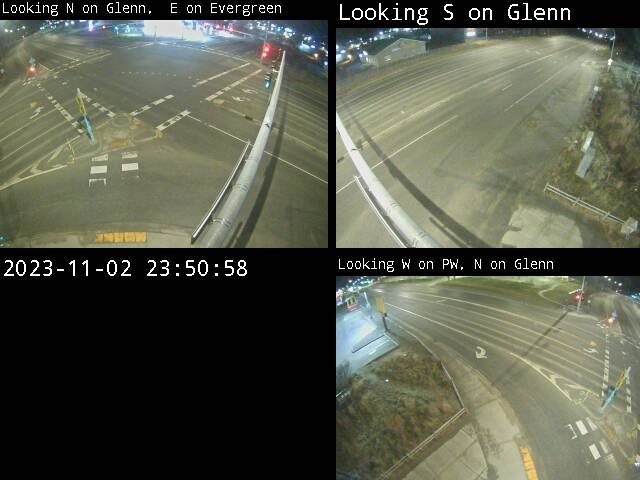 Looking N on Glenn, E on Evergreen
Looking S on Glenn
2023-11-02 23:50:58
Looking W on PW, N on Glenn